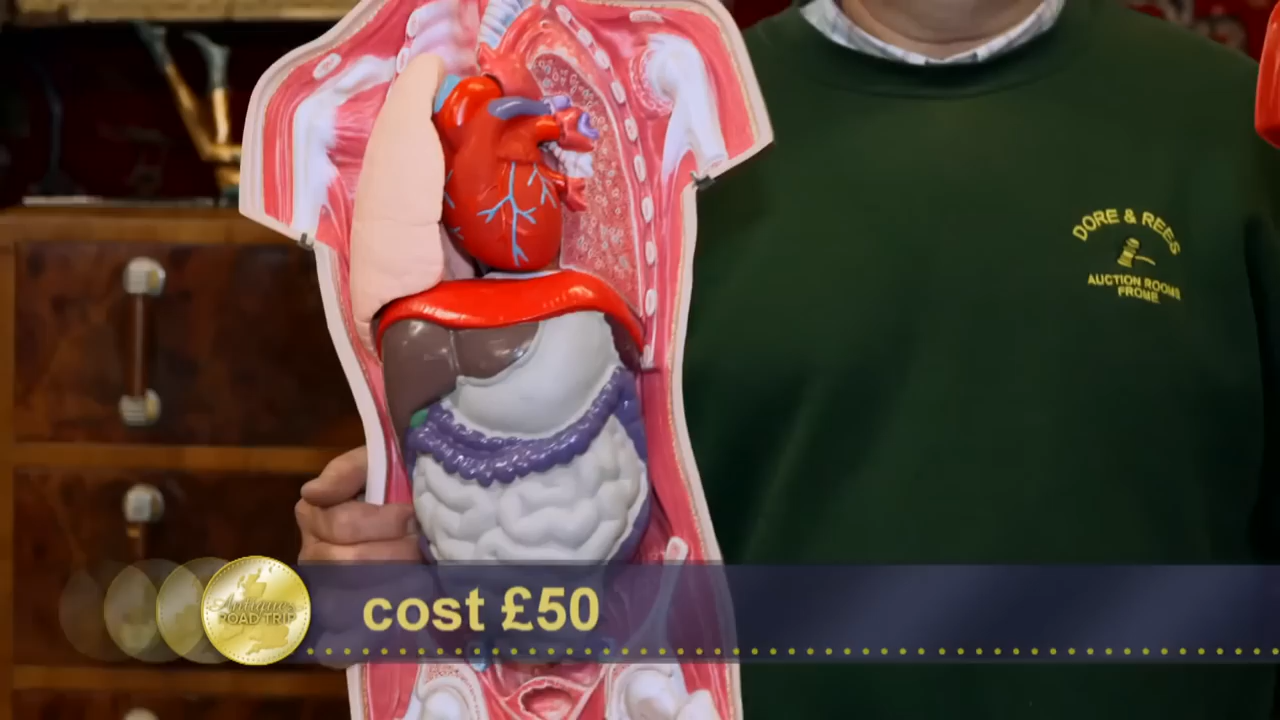 DORE & REES
AUCTION ROOMS
FROME
Antiques
ROAD TRIP
cost £50